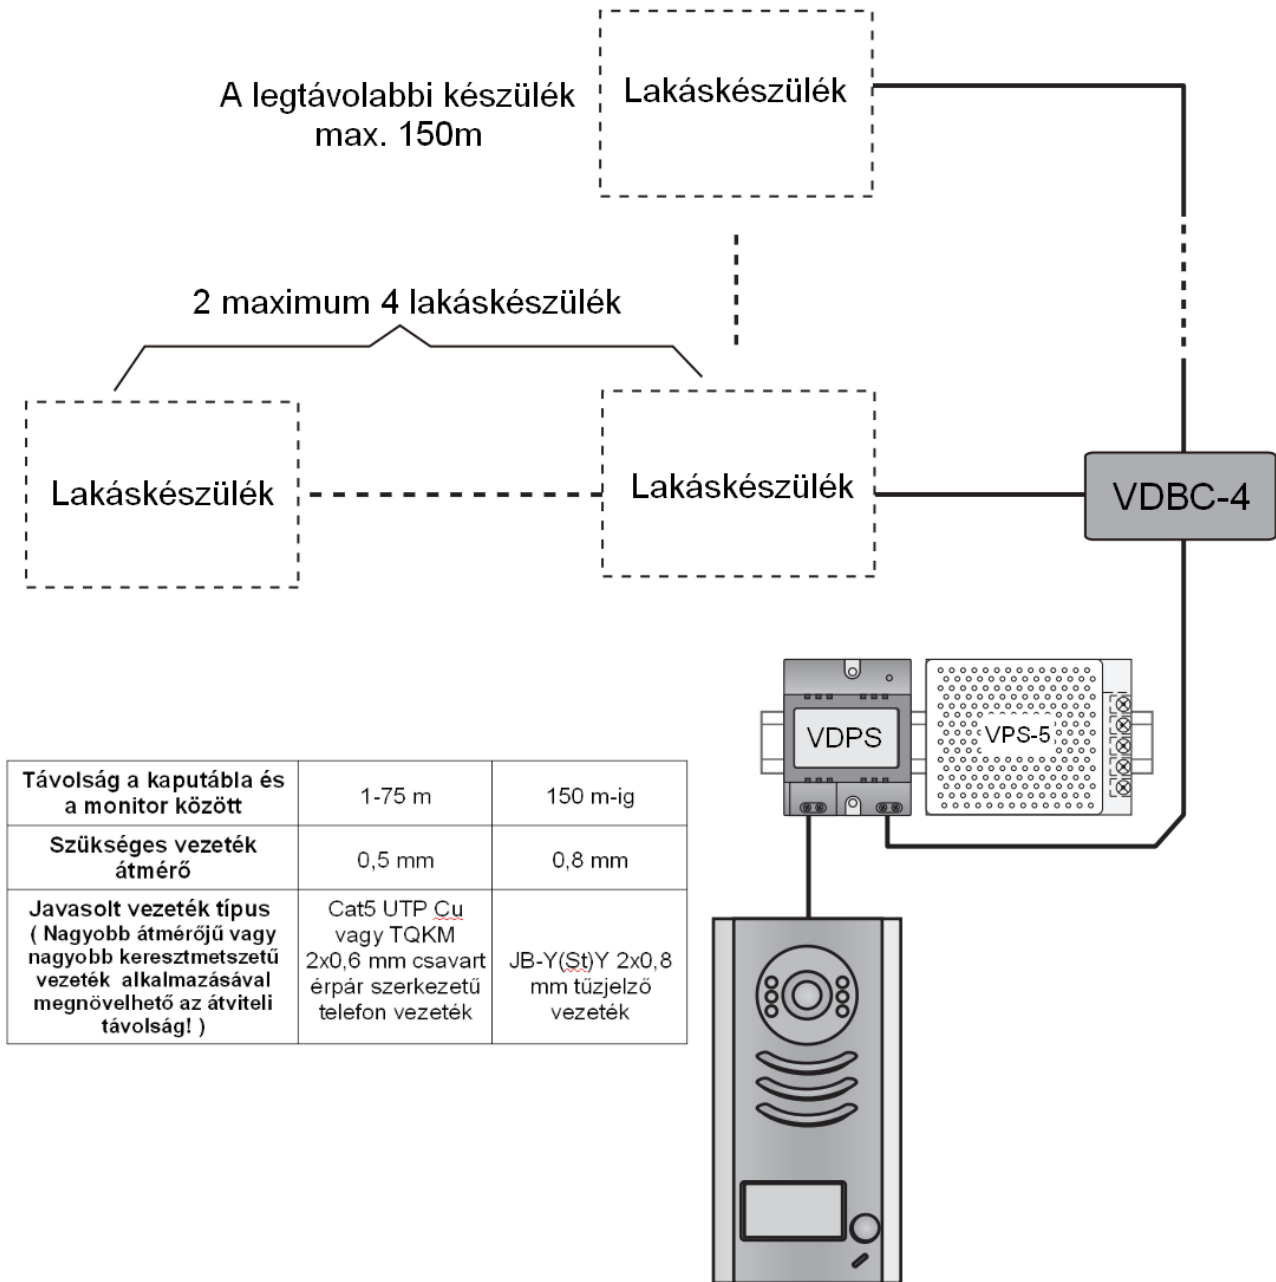 A legtávolabbi készülék
max. 150m
Lakáskészülék
2 maximum 4 lakáskészülék
Lakáskészülék
Lakáskészülék
VDBC-4
VDPS
VPS-5
Távolság a kaputábla és
a monitor között
1-75 m
150 m-ig
Szükséges vezeték
átmérő
0,5 mm
0,8 mm
Javasolt vezeték típus
( Nagyobb átmérőjű vagy
nagyobb keresztmetszetű
vezeték alkalmazásával
megnövelhető az átviteli
távolság! )
Cat5 UTP Cu
vagy TQKM
2x0,6 mm csavart
érpár szerkezetű
telefon vezeték
JB-Y(St)Y 2x0,8
mm tűzjelző
vezeték